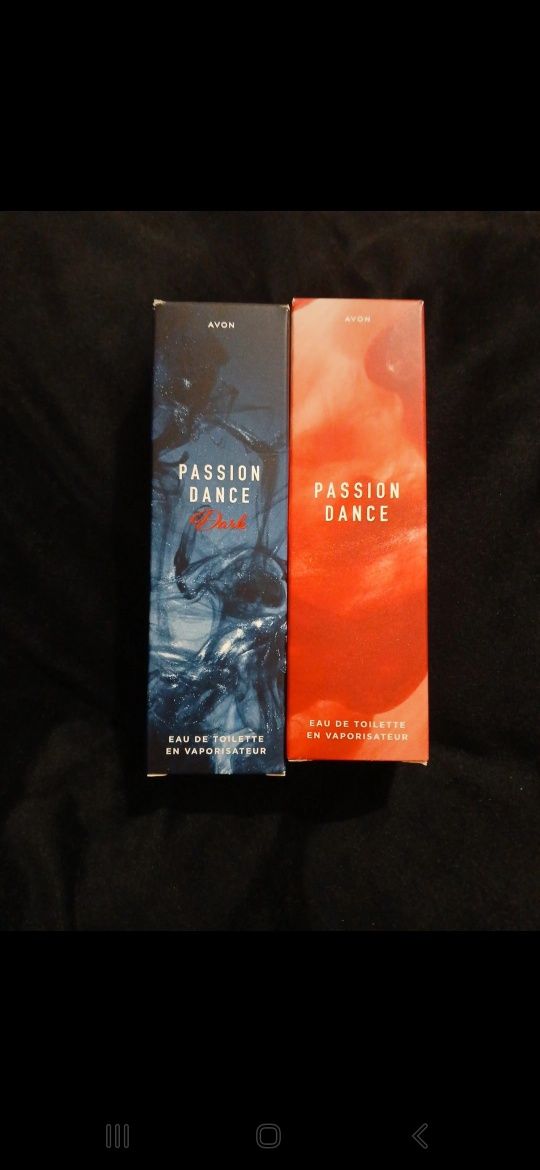 AVON
PASSION
DANCE
Dark
EAU DE TOILETTE
EN VAPORISATEUR
AVON
PASSION
DANCE
EAU DE TOILETTE
EN VAPORISATEUR